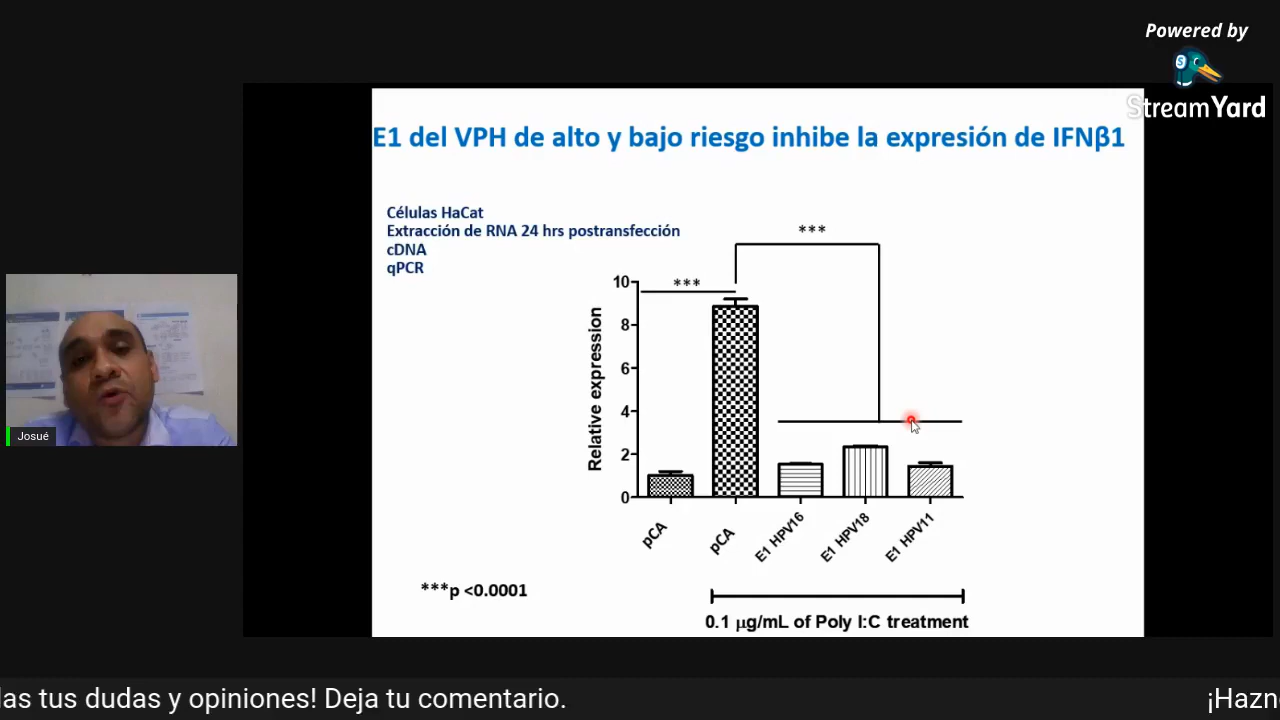 Powered by
StreamYard
E1 del VPH de alto y bajo riesgo inhibe la expresión de IFNβ1
Células HaCat
Extracción de RNA 24 hrs postransfección
cDNA
qPCR
***
***
10
8
6
4
2
0
Relative expression
pCA
pCA
E1 HPV16
E1 HPV18
E1 HPV11
***p <0.0001
0.1 μg/mL of Poly I:C treatment
Josué
las tus dudas y opiniones! Deja tu comentario.
¡Hazn